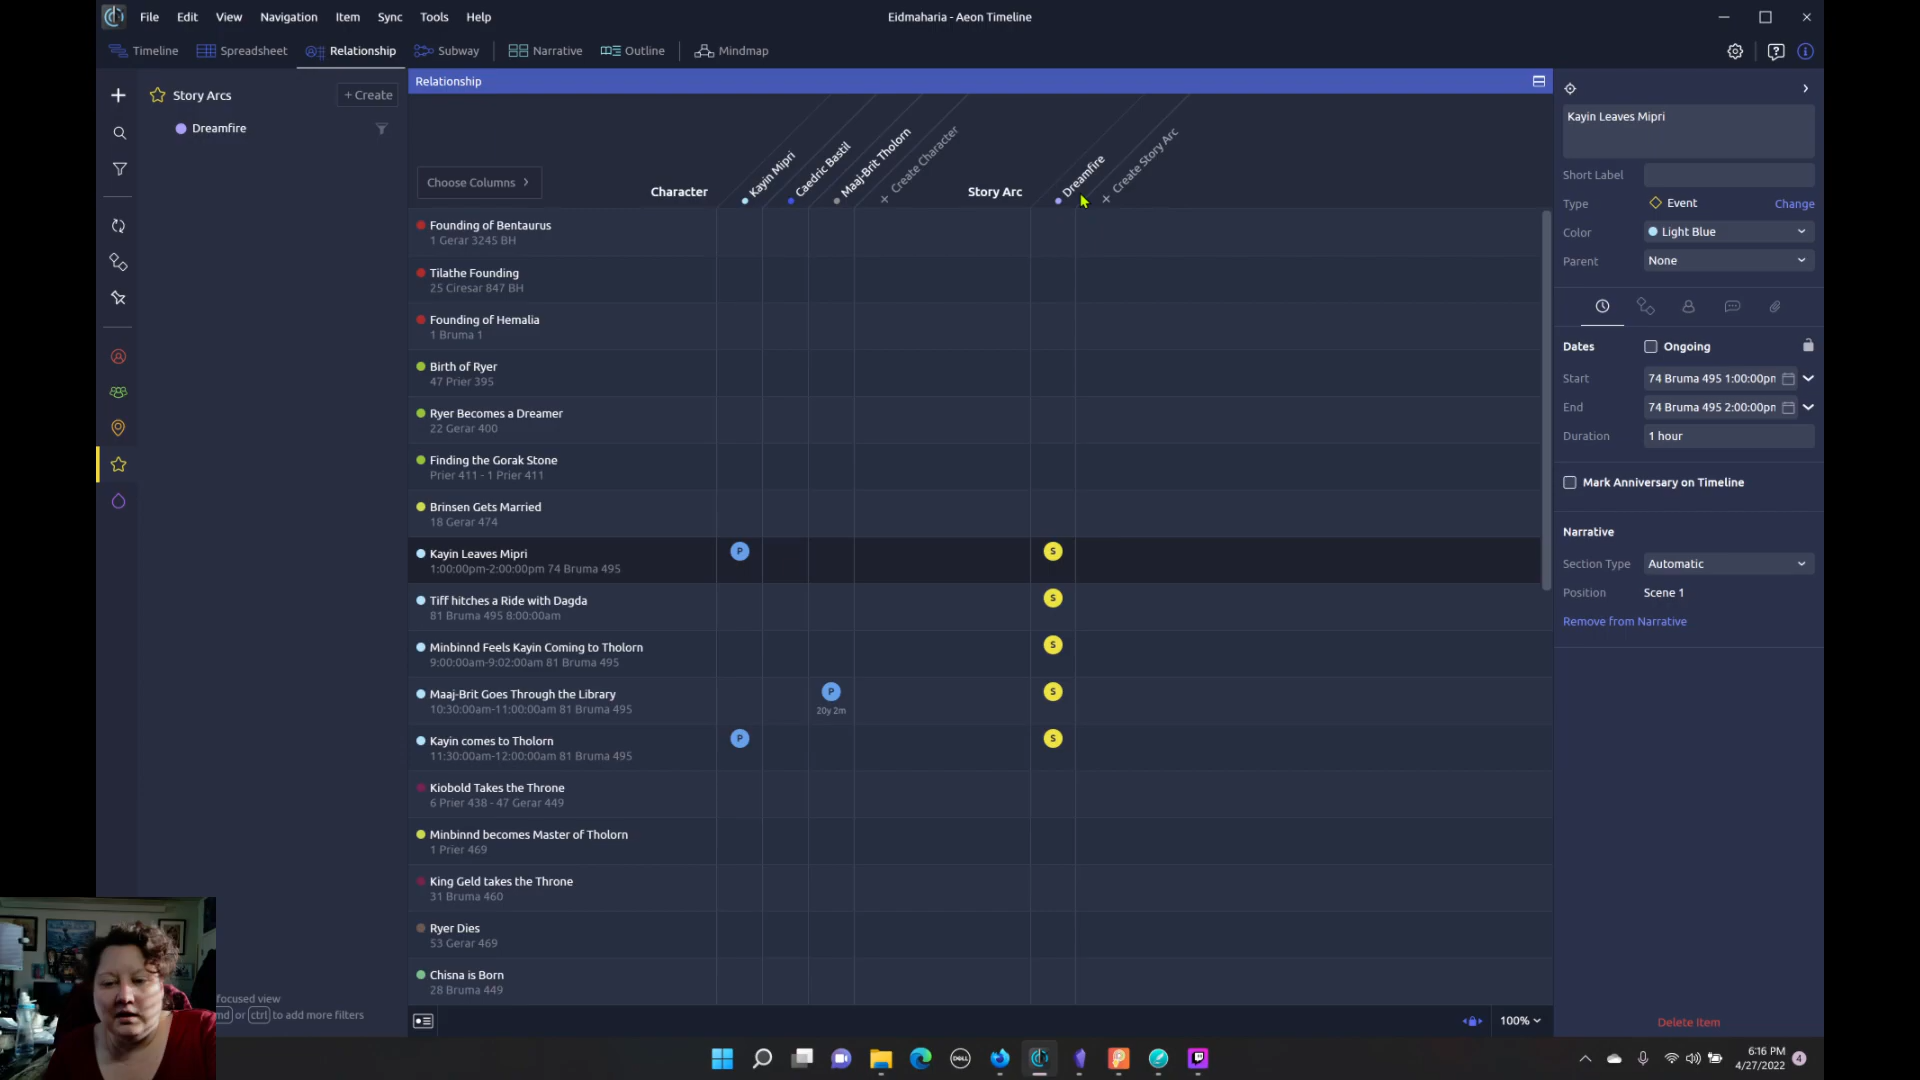 File Edit View Navigation Item Sync Tools Help
Eidmaharia - Aeon Timeline
Timeline Spreadsheet Relationship Subway Narrative Outline Mindmap
Story Arcs
+ Create
Dreamfire
Relationship
Choose Columns
Character
Kayin Mipri
Caedric Bastil
Maaj-Brit Tholorn
+ Create Character
Story Arc
Dreamfire
+ Create Story Arc
Founding of Bentaurus
1 Gerar 3245 BH
Tilathe Founding
25 Ciresar 847 BH
Founding of Hemalia
1 Bruma 1
Birth of Ryer
47 Prier 395
Ryer Becomes a Dreamer
22 Gerar 400
Finding the Gorak Stone
Prier 411 - 1 Prier 411
Brinsen Gets Married
18 Gerar 474
Kayin Leaves Mipri
1:00:00pm-2:00:00pm 74 Bruma 495
P
S
Tiff hitches a Ride with Dagda
81 Bruma 495 8:00:00am
S
Minbinnd Feels Kayin Coming to Tholorn
9:00:00am-9:02:00am 81 Bruma 495
S
Maaj-Brit Goes Through the Library
10:30:00am-11:00:00am 81 Bruma 495
P
20y 2m
S
Kayin comes to Tholorn
11:30:00am-12:00:00am 81 Bruma 495
P
S
Kiobold Takes the Throne
6 Prier 438 - 47 Gerar 449
Minbinnd becomes Master of Tholorn
1 Prier 469
King Geld takes the Throne
31 Bruma 460
Ryer Dies
53 Gerar 469
Chisna is Born
28 Bruma 449
focused view
md or ctrl to add more filters
100%
Kayin Leaves Mipri
Short Label
Type Event Change
Color Light Blue
Parent None
Dates Ongoing
Start 74 Bruma 495 1:00:00pm
End 74 Bruma 495 2:00:00pm
Duration 1 hour
Mark Anniversary on Timeline
Narrative
Section Type Automatic
Position Scene 1
Remove from Narrative
Delete Item
DELL
6:16 PM
4/27/2022
4